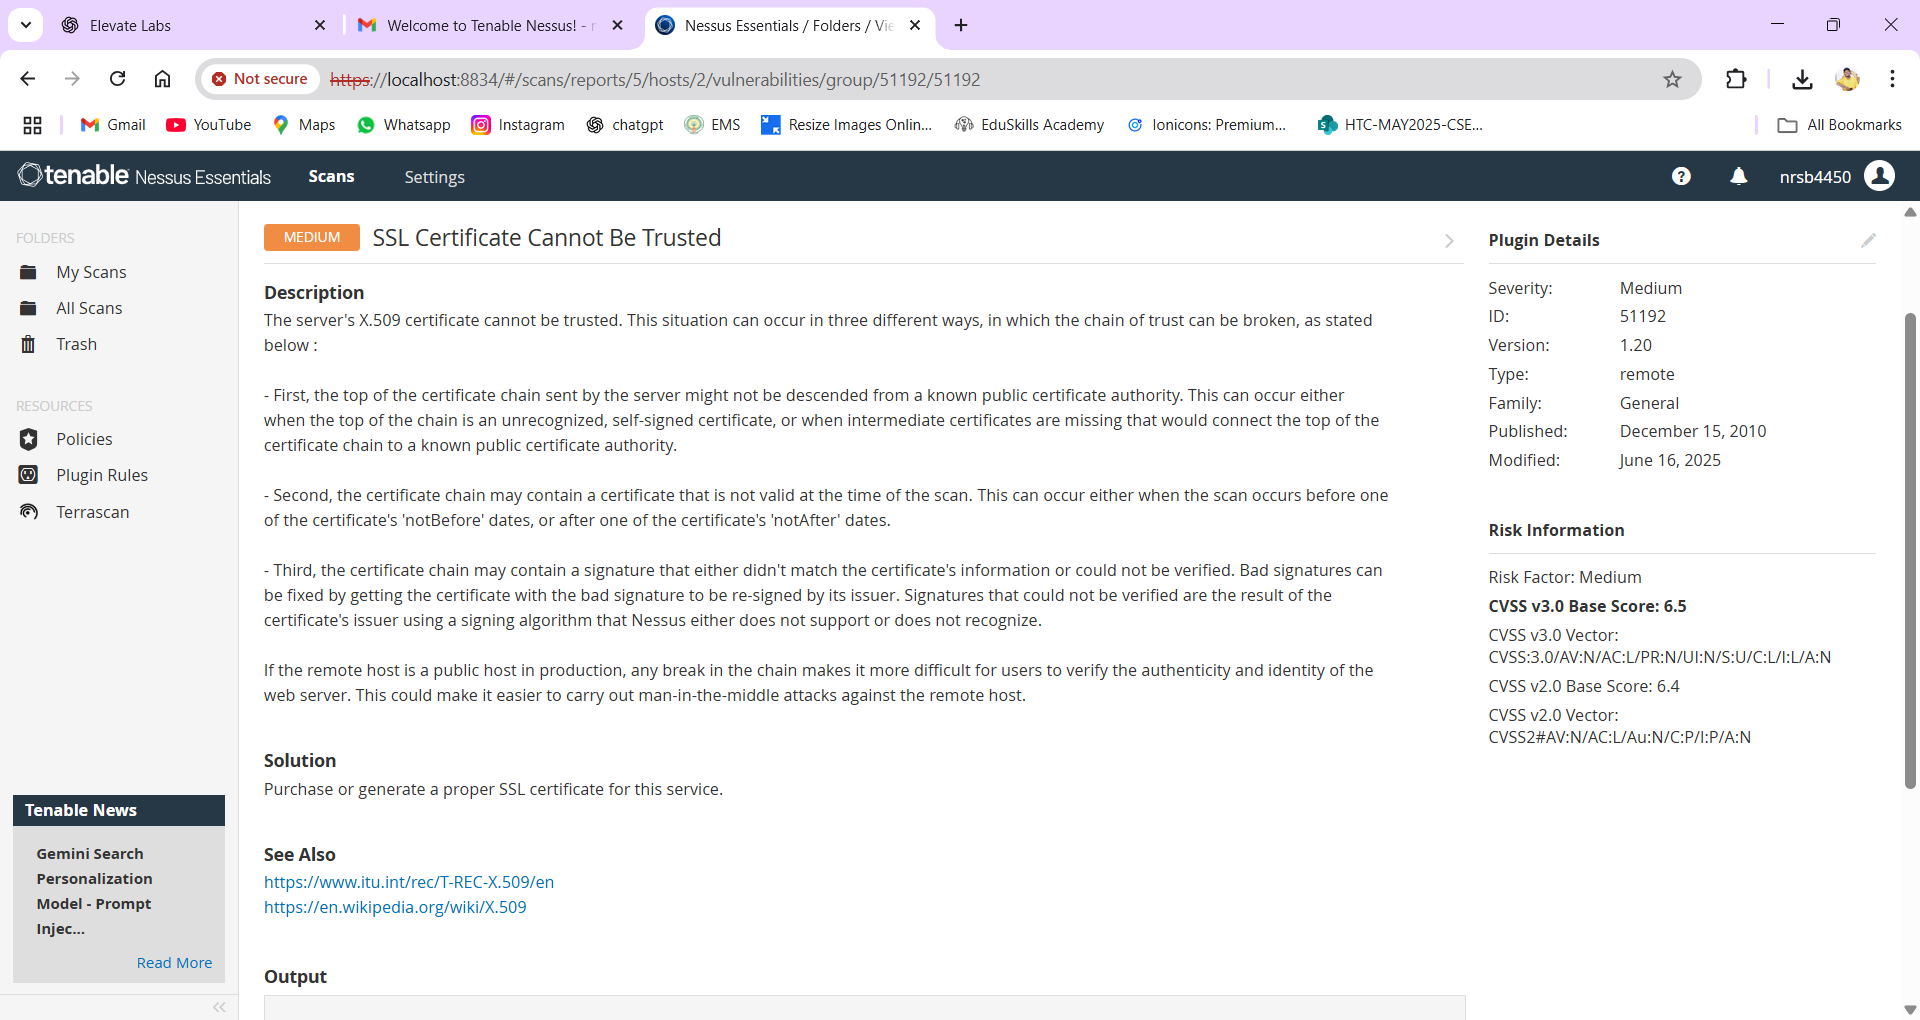 Elevate Labs
Welcome to Tenable Nessus! -
Nessus Essentials / Folders / Vie
Not secure
https://localhost:8834/#/scans/reports/5/hosts/2/vulnerabilities/group/51192/51192
Gmail
YouTube
Maps
Whatsapp
Instagram
chatgpt
EMS
Resize Images Onlin...
EduSkills Academy
Ionicons: Premium...
HTC-MAY2025-CSE...
All Bookmarks
tenable Nessus Essentials
Scans
Settings
nrsb4450
FOLDERS
My Scans
All Scans
Trash
RESOURCES
Policies
Plugin Rules
Terrascan
Tenable News
Gemini Search
Personalization
Model - Prompt
Injec...
Read More
MEDIUM
SSL Certificate Cannot Be Trusted
Description
The server's X.509 certificate cannot be trusted. This situation can occur in three different ways, in which the chain of trust can be broken, as stated
below :
- First, the top of the certificate chain sent by the server might not be descended from a known public certificate authority. This can occur either
when the top of the chain is an unrecognized, self-signed certificate, or when intermediate certificates are missing that would connect the top of the
certificate chain to a known public certificate authority.
- Second, the certificate chain may contain a certificate that is not valid at the time of the scan. This can occur either when the scan occurs before one
of the certificate's 'notBefore' dates, or after one of the certificate's 'notAfter' dates.
- Third, the certificate chain may contain a signature that either didn't match the certificate's information or could not be verified. Bad signatures can
be fixed by getting the certificate with the bad signature to be re-signed by its issuer. Signatures that could not be verified are the result of the
certificate's issuer using a signing algorithm that Nessus either does not support or does not recognize.
If the remote host is a public host in production, any break in the chain makes it more difficult for users to verify the authenticity and identity of the
web server. This could make it easier to carry out man-in-the-middle attacks against the remote host.
Solution
Purchase or generate a proper SSL certificate for this service.
See Also
https://www.itu.int/rec/T-REC-X.509/en
https://en.wikipedia.org/wiki/X.509
Output
Plugin Details
Severity: Medium
ID: 51192
Version: 1.20
Type: remote
Family: General
Published: December 15, 2010
Modified: June 16, 2025
Risk Information
Risk Factor: Medium
CVSS v3.0 Base Score: 6.5
CVSS v3.0 Vector:
CVSS:3.0/AV:N/AC:L/PR:N/UI:N/S:U/C:L/I:L/A:N
CVSS v2.0 Base Score: 6.4
CVSS v2.0 Vector:
CVSS2#AV:N/AC:L/Au:N/C:P/I:P/A:N